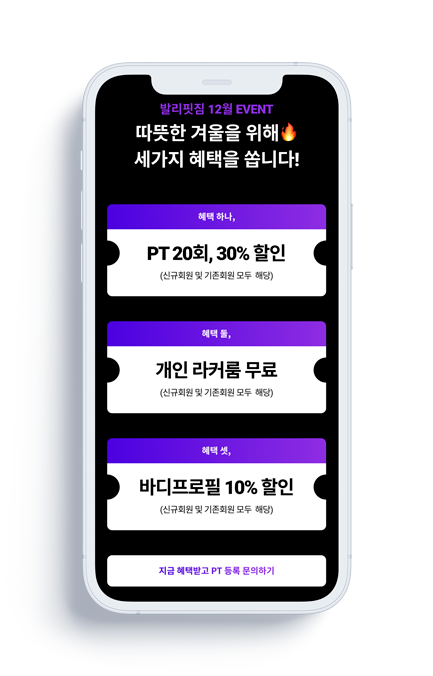 발리핏짐 12월 EVENT
따뜻한 겨울을 위해🔥
세가지 혜택을 쏩니다!
혜택 하나,
PT 20회, 30% 할인
(신규회원 및 기존회원 모두 해당)
혜택 둘,
개인 라커룸 무료
(신규회원 및 기존회원 모두 해당)
혜택 셋,
바디프로필 10% 할인
(신규회원 및 기존회원 모두 해당)
지금 혜택받고 PT 등록 문의하기